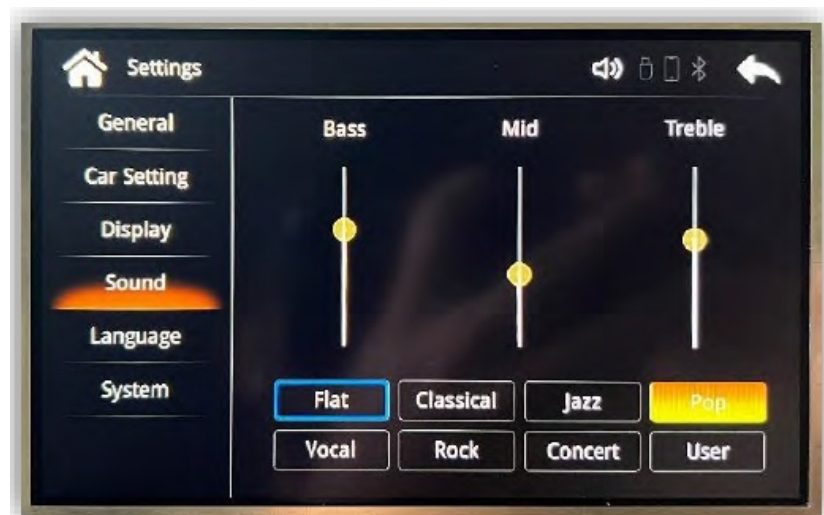 Settings
General
Car Setting
Display
Sound
Language
System
Bass Mid Treble
Flat Classical Jazz Pop
Vocal Rock Concert User